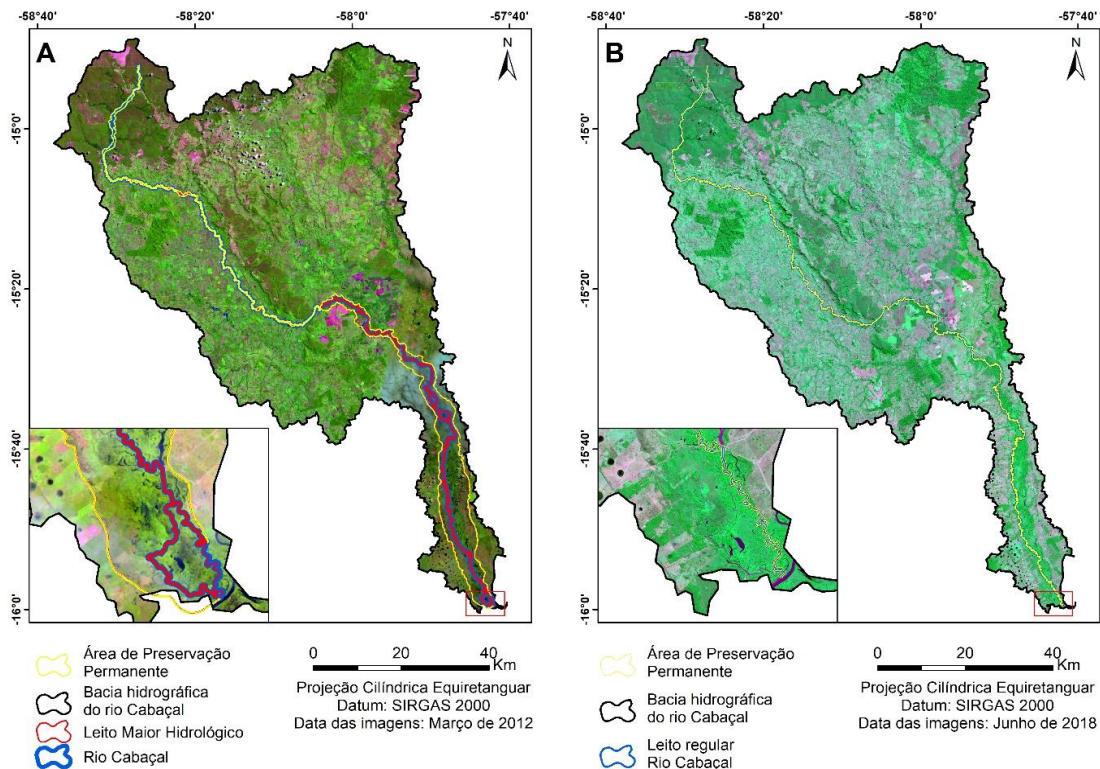 -58°40' -58°20' -58°0' -57°40'
A
N
-15°0'
-15°20'
-15°40'
-16°0'
Área de Preservação
Permanente
Bacia hidrográfica
do rio Cabaçal
Leito Maior Hidrológico
Rio Cabaçal
0 20 40
Km
Projeção Cilíndrica Equiretanguar
Datum: SIRGAS 2000
Data das imagens: Março de 2012
-58°40' -58°20' -58°0' -57°40'
B
N
-15°0'
-15°20'
-15°40'
-16°0'
Área de Preservação
Permanente
Bacia hidrográfica
do rio Cabaçal
Leito regular
Rio Cabaçal
0 20 40
Km
Projeção Cilíndrica Equiretanguar
Datum: SIRGAS 2000
Data das imagens: Junho de 2018